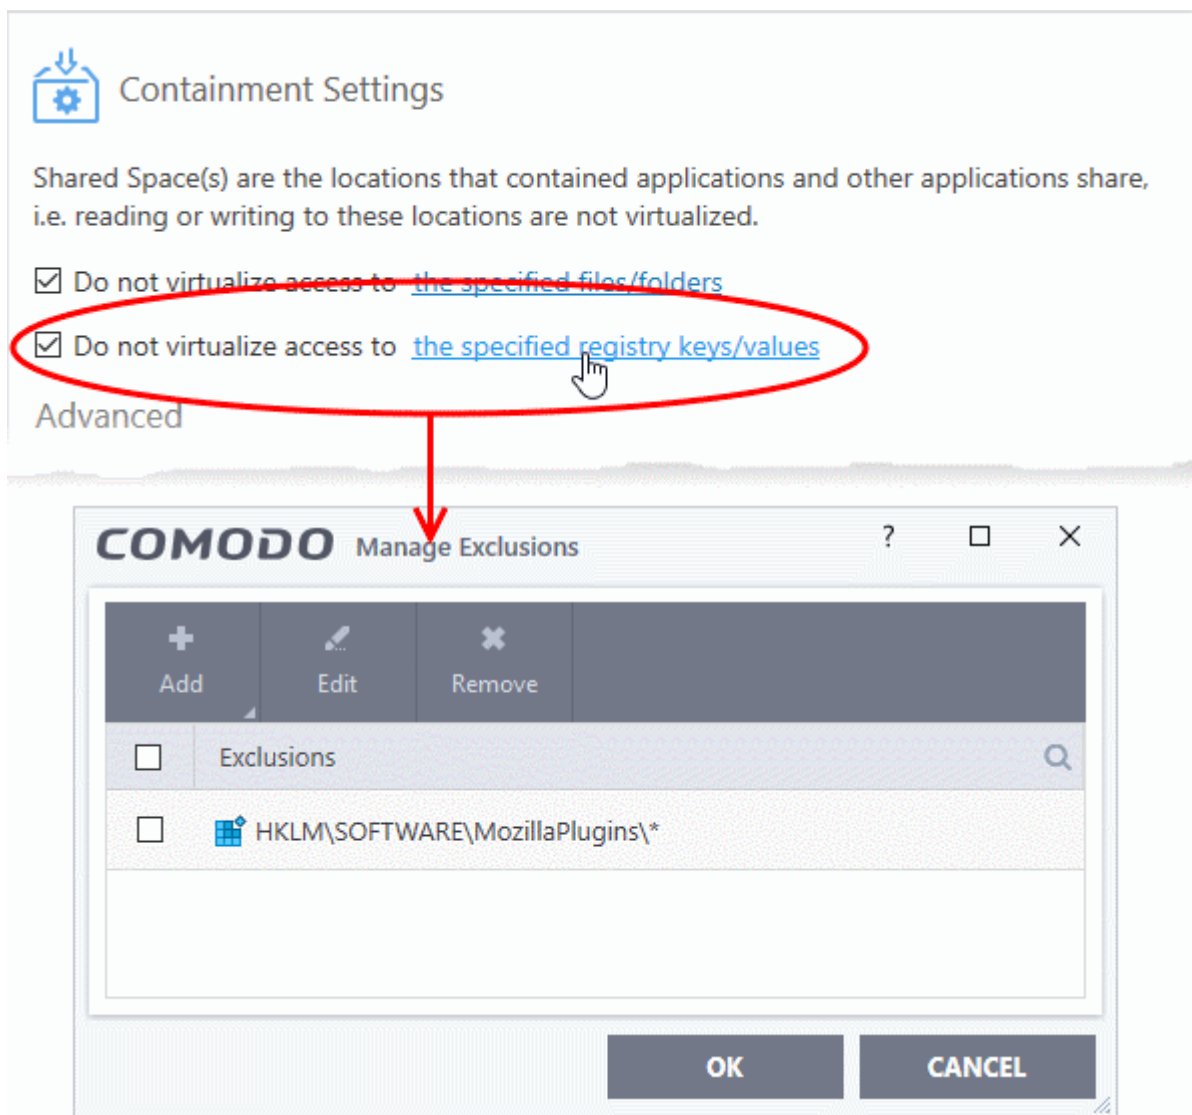 Containment Settings
Shared Space(s) are the locations that contained applications and other applications share,
i.e. reading or writing to these locations are not virtualized.
Do not virtualize access to the specified files/folders
Do not virtualize access to the specified registry keys/values
Advanced
COMODO Manage Exclusions ?
Add Edit Remove
Exclusions
HKLM\SOFTWARE\MozillaPlugins\*
OK CANCEL